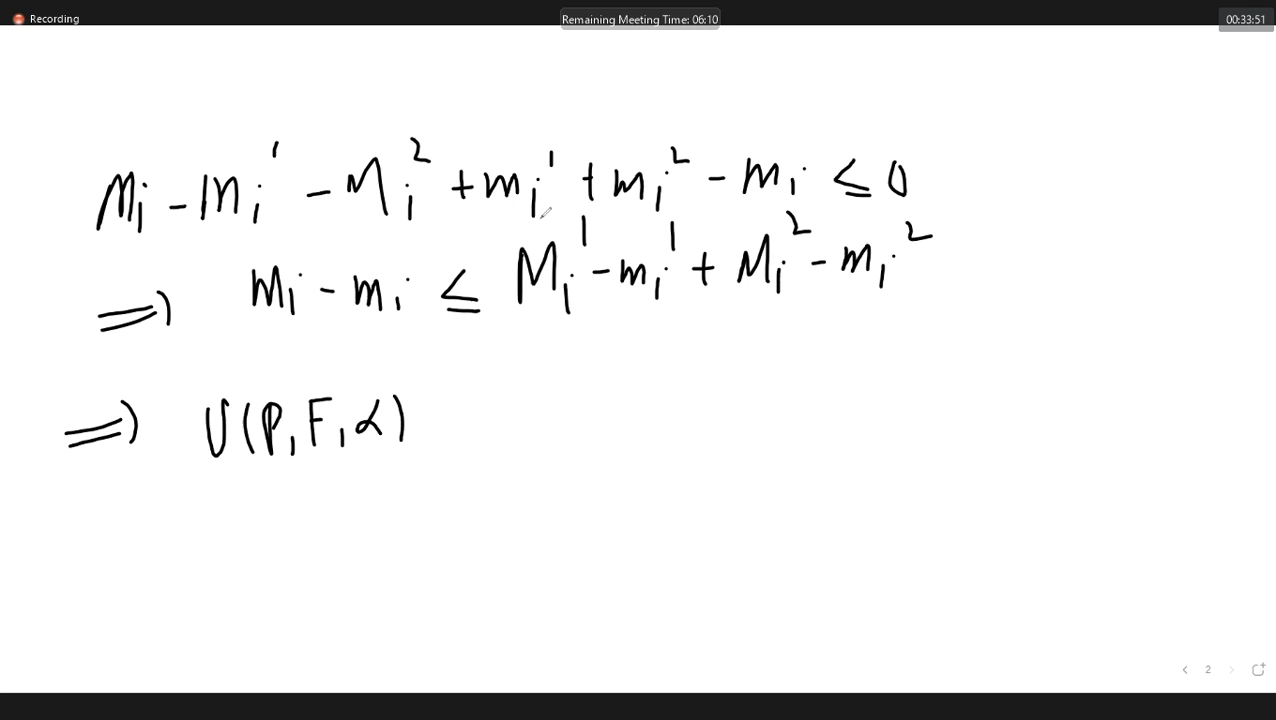 Recording
Remaining Meeting Time: 06:10
00:33:51
Mᵢ - Mᵢ¹ - Mᵢ² + mᵢ¹ + mᵢ² - mᵢ ≤ 0
⟹ Mᵢ - mᵢ ≤ Mᵢ¹ - mᵢ¹ + Mᵢ² - mᵢ²
⟹ U(P, F, α)
2